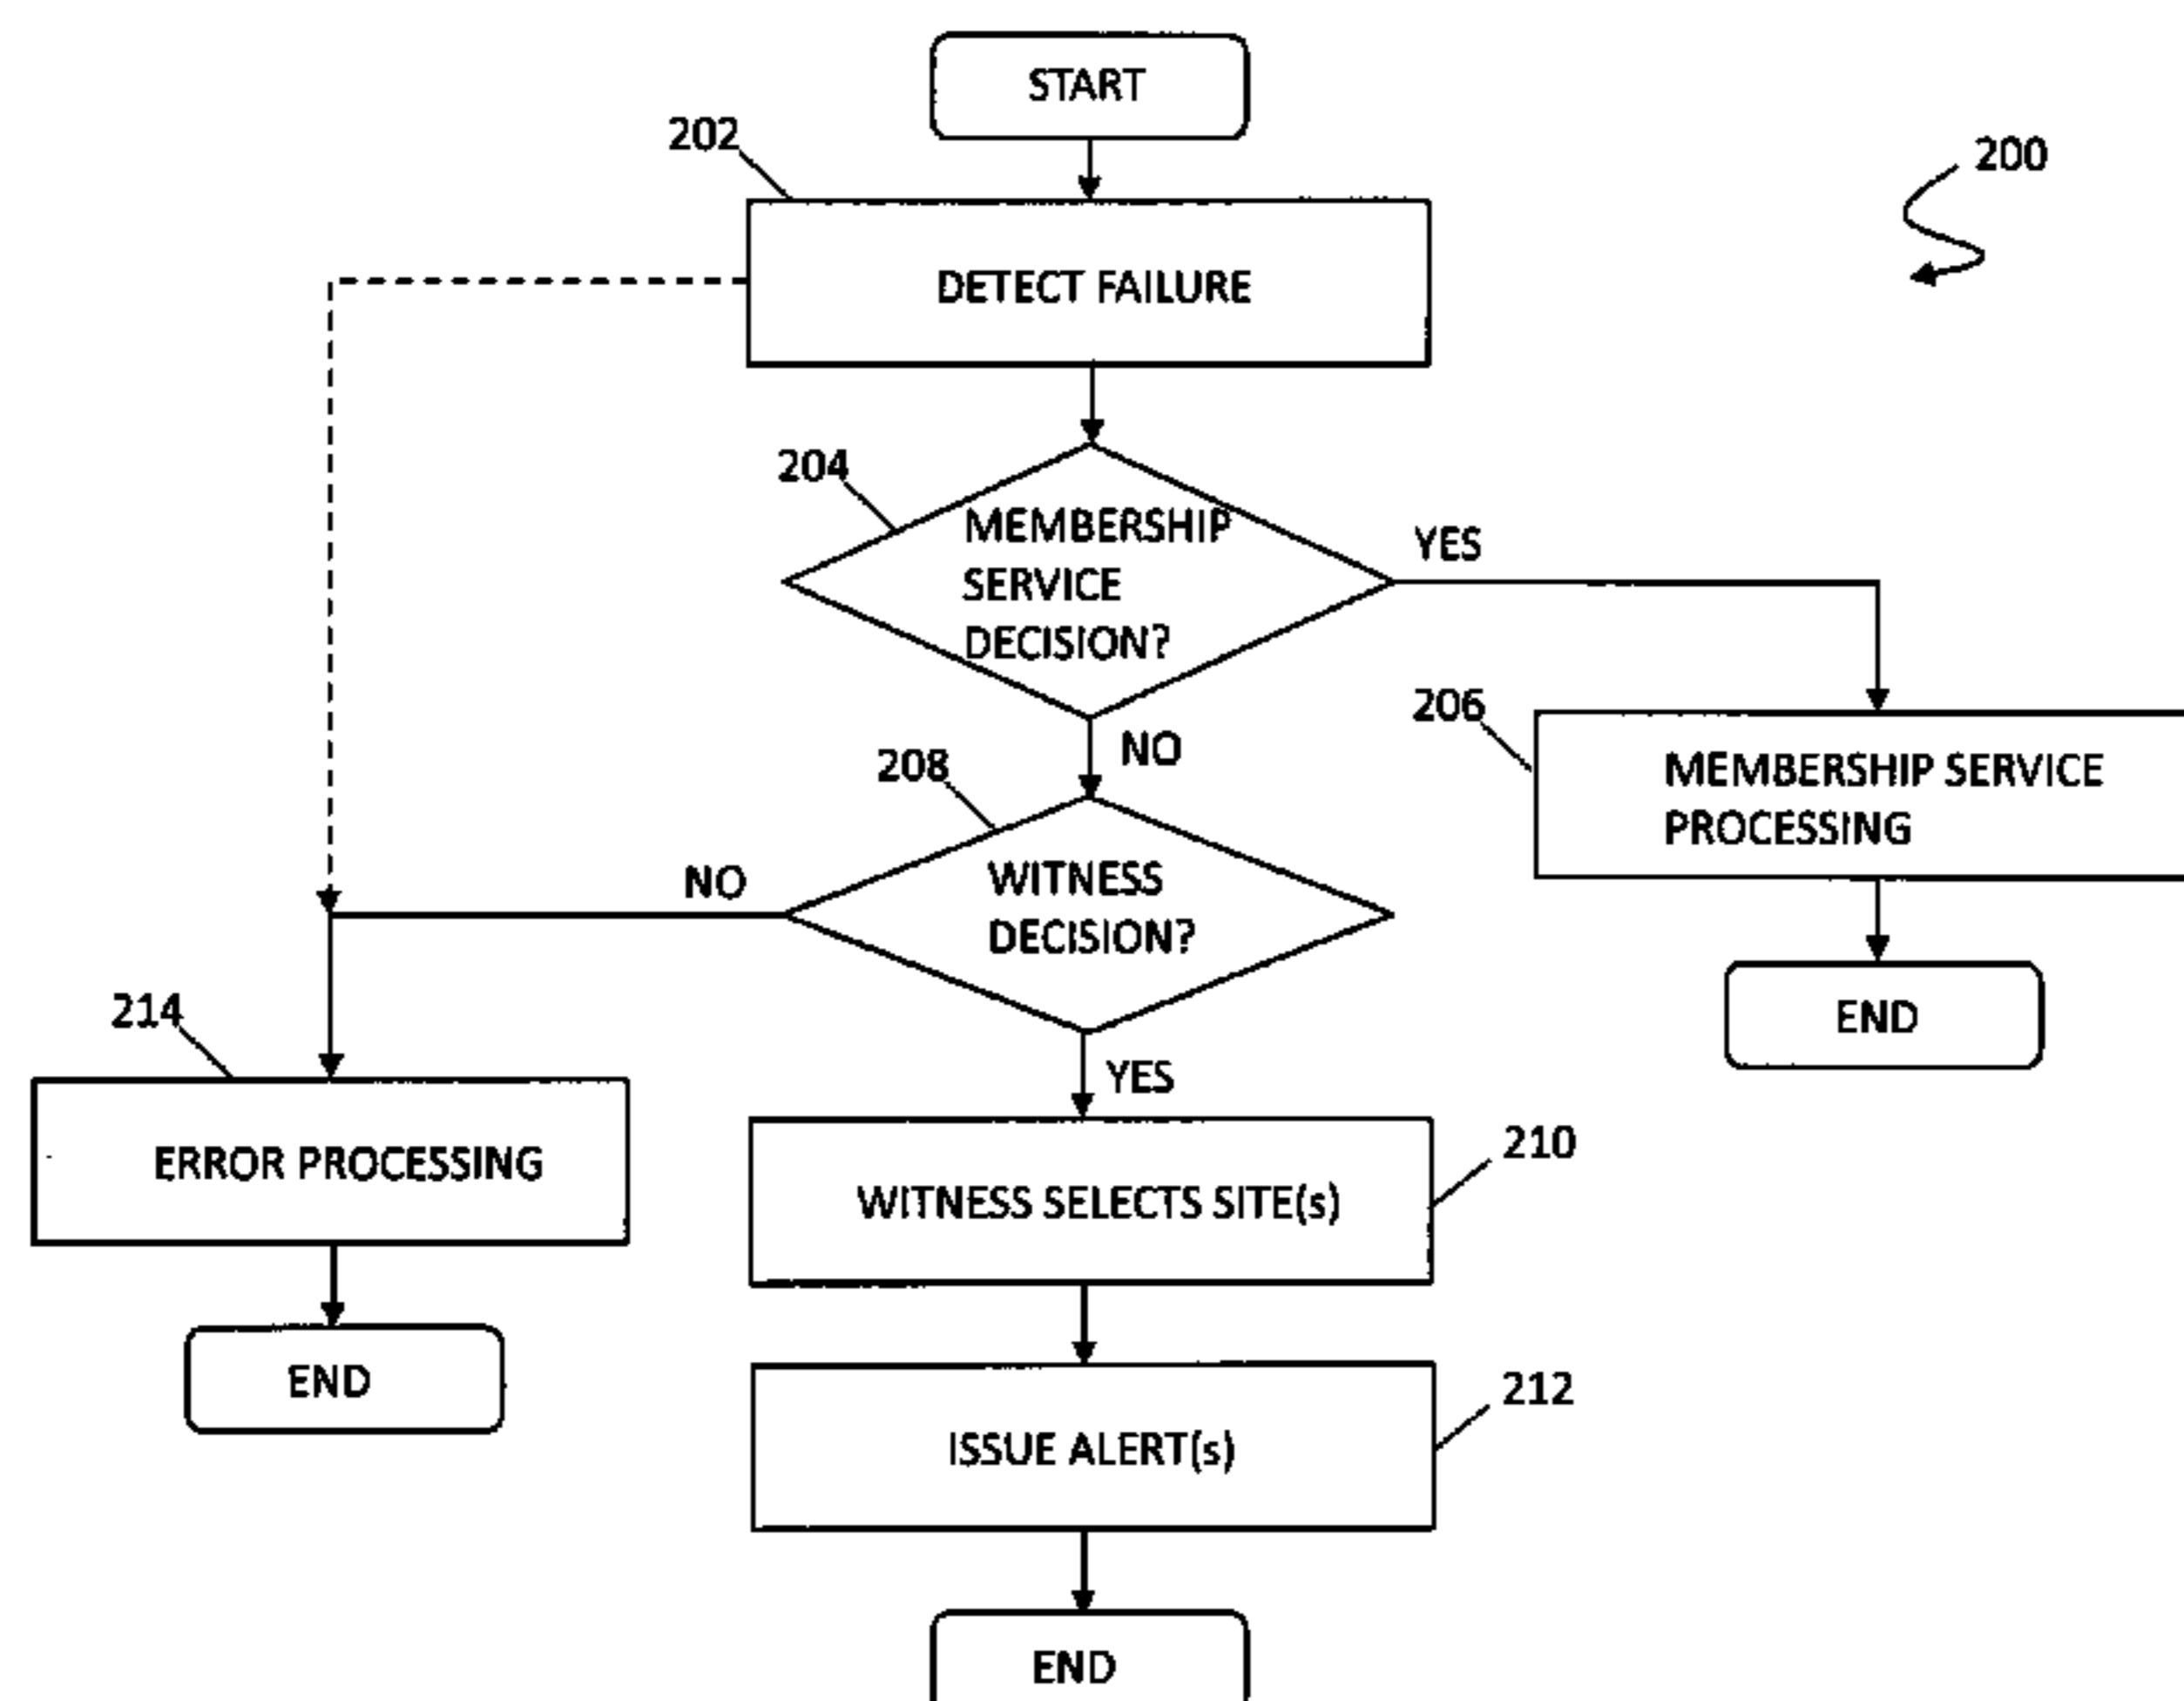 START
202
200
DETECT FAILURE
204
MEMBERSHIP
SERVICE
DECISION?
YES
206
MEMBERSHIP SERVICE
PROCESSING
NO
208
WITNESS
DECISION?
NO
END
214
YES
ERROR PROCESSING
210
WITNESS SELECTS SITE(s)
END
212
ISSUE ALERT(s)
END